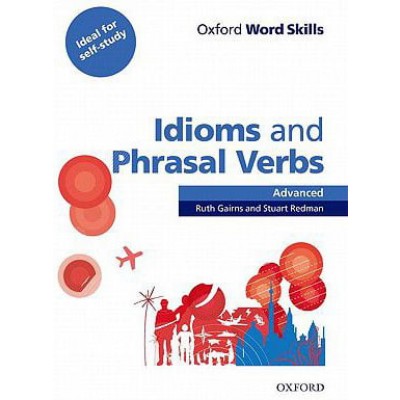 Ideal for
self-study
Oxford Word Skills
Idioms and
Phrasal Verbs
Advanced
Ruth Gairns and Stuart Redman
OXFORD